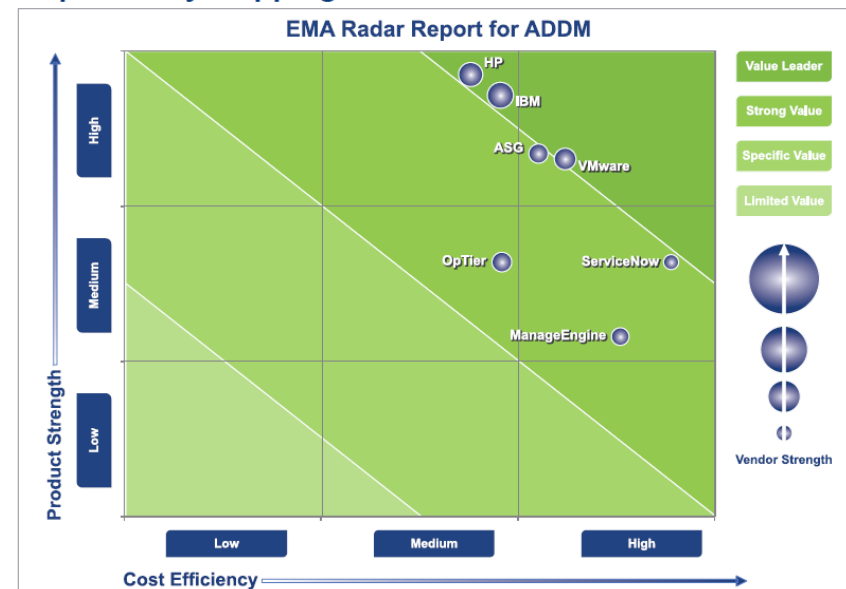 EMA Radar Report for ADDM
HP
IBM
ASG
VMware
OpTier
ServiceNow
ManageEngine
Product Strength
High
Medium
Low
Low
Medium
High
Cost Efficiency
Value Leader
Strong Value
Specific Value
Limited Value
Vendor Strength